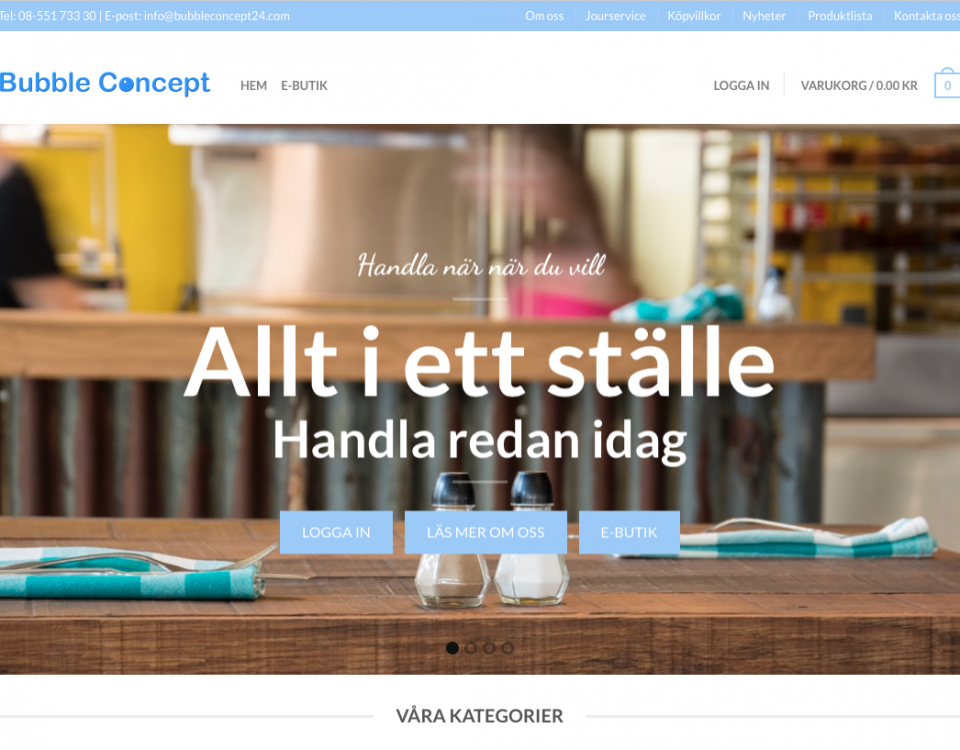 Tel: 08-551 733 30 | E-post: info@bubbleconcept24.com
Om oss
Jourservice
Köpvillkor
Nyheter
Produktlista
Kontakta oss
Bubble Concept
HEM
E-BUTIK
LOGGA IN
VARUKORG / 0.00 KR
0
Handla när när du vill
Allt i ett ställe
Handla redan idag
LOGGA IN
LÄS MER OM OSS
E-BUTIK
VÅRA KATEGORIER